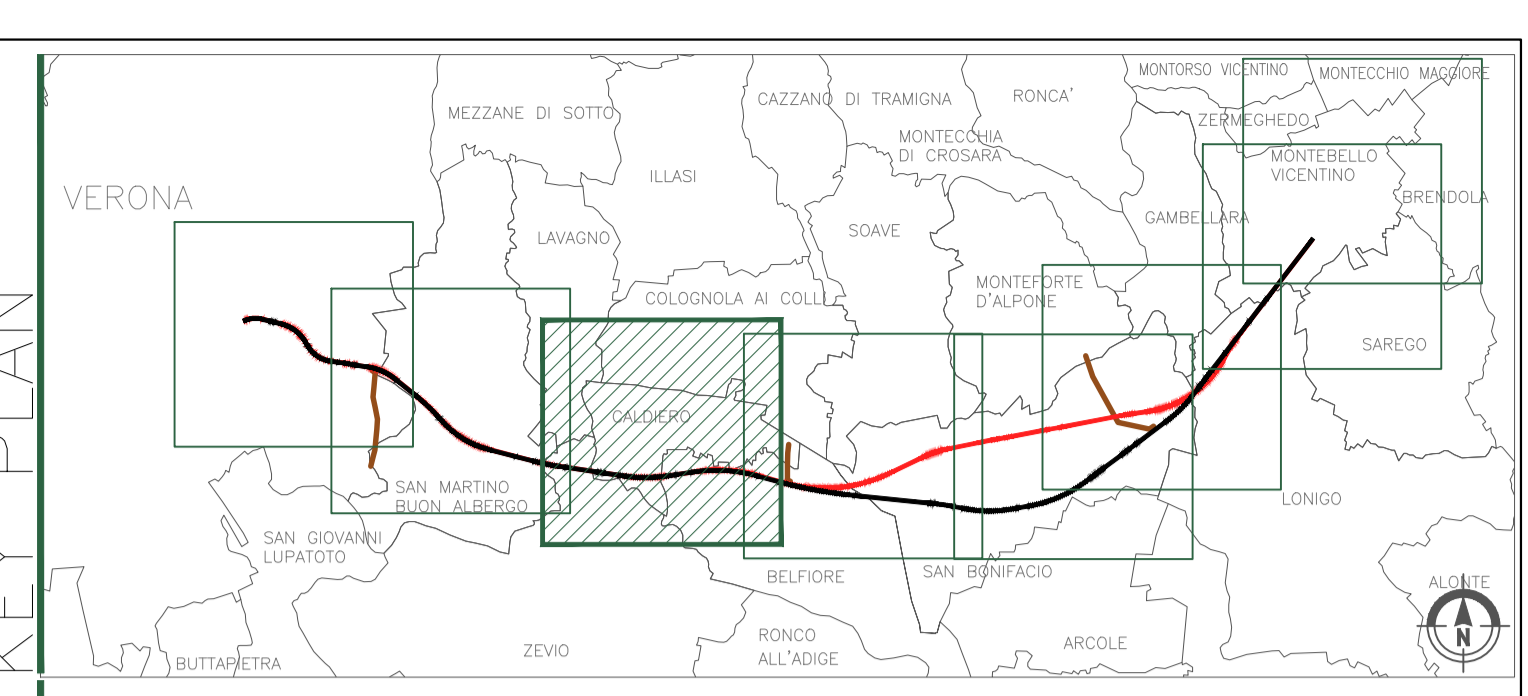 KEY PLAN
MONTORSO VICENTINO
MONTECCHIO MAGGIORE
MEZZANE DI SOTTO
CAZZANO DI TRAMIGNA
RONCA'
ZERMEGHEDO
MONTECCHIA
DI CROSARA
MONTEBELLO
VICENTINO
ILLASI
VERONA
BRENDOLA
GAMBELLARA
LAVAGNO
SOAVE
MONTEFORTE
D'ALPONE
COLOGNOLA AI COLLI
SAREGO
CALDIERO
SAN MARTINO
BUON ALBERGO
LONIGO
SAN GIOVANNI
LUPATOTO
BELFIORE
SAN BONIFACIO
ALONTE
N
RONCO
ALL'ADIGE
ARCOLE
ZEVIO
BUTTAPIETRA